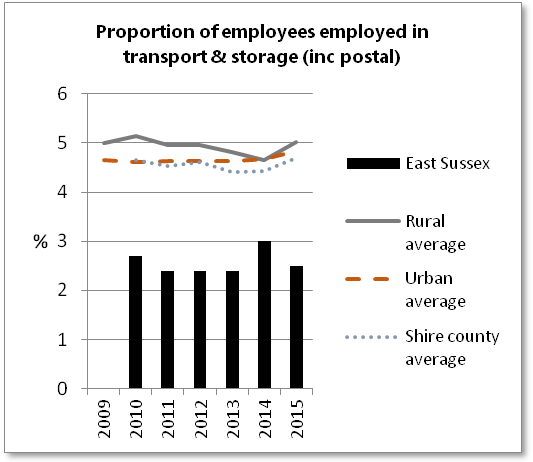 Proportion of employees employed in
transport & storage (inc postal)
6
5
4
3
2
1
0
%
2009
2010
2011
2012
2013
2014
2015
East Sussex
Rural
average
Urban
average
Shire county
average